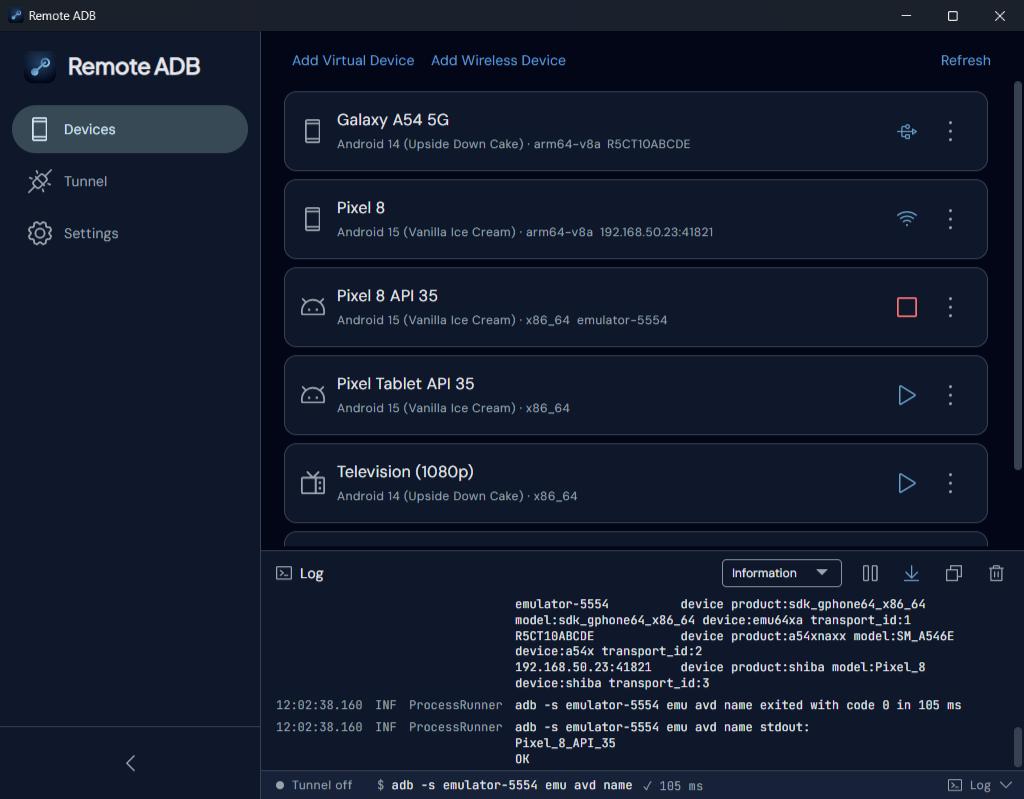 Remote ADB
Remote ADB
Devices
Tunnel
Settings
Add Virtual Device Add Wireless Device Refresh
Galaxy A54 5G
Android 14 (Upside Down Cake) · arm64-v8a R5CT10ABCDE
Pixel 8
Android 15 (Vanilla Ice Cream) · arm64-v8a 192.168.50.23:41821
Pixel 8 API 35
Android 15 (Vanilla Ice Cream) · x86_64 emulator-5554
Pixel Tablet API 35
Android 15 (Vanilla Ice Cream) · x86_64
Television (1080p)
Android 14 (Upside Down Cake) · x86_64
Log Information
emulator-5554 device product:sdk_gphone64_x86_64
model:sdk_gphone64_x86_64 device:emu64xa transport_id:1
R5CT10ABCDE device product:a54xnaxx model:SM_A546E
device:a54x transport_id:2
192.168.50.23:41821 device product:shiba model:Pixel_8
device:shiba transport_id:3
12:02:38.160 INF ProcessRunner adb -s emulator-5554 emu avd name exited with code 0 in 105 ms
12:02:38.160 INF ProcessRunner adb -s emulator-5554 emu avd name stdout:
Pixel_8_API_35
OK
Tunnel off $ adb -s emulator-5554 emu avd name ✓ 105 ms Log